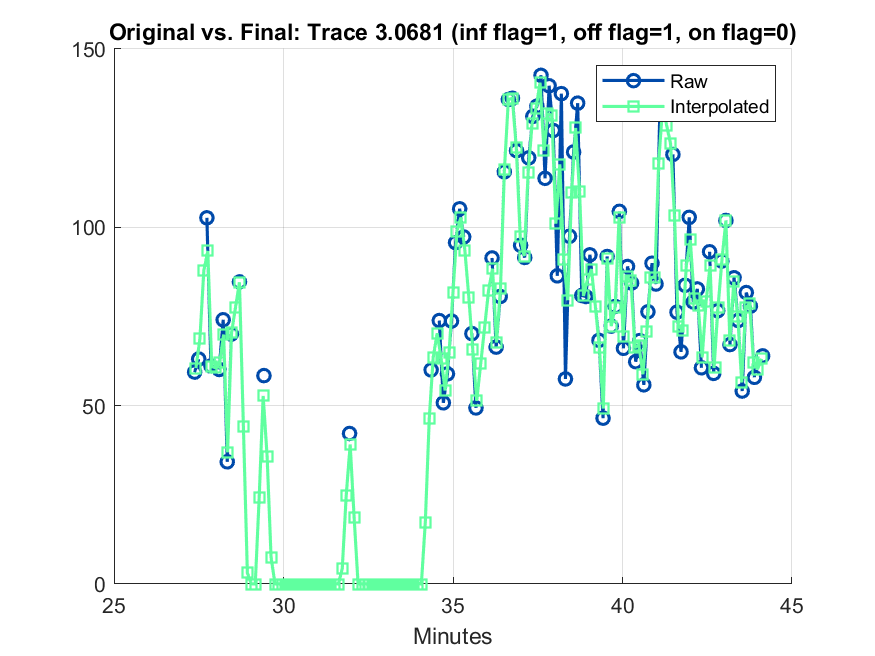 Original vs. Final: Trace 3.0681 (inf flag=1, off flag=1, on flag=0)
150
Raw
Interpolated
100
50
0
25 30 35 40 45
Minutes